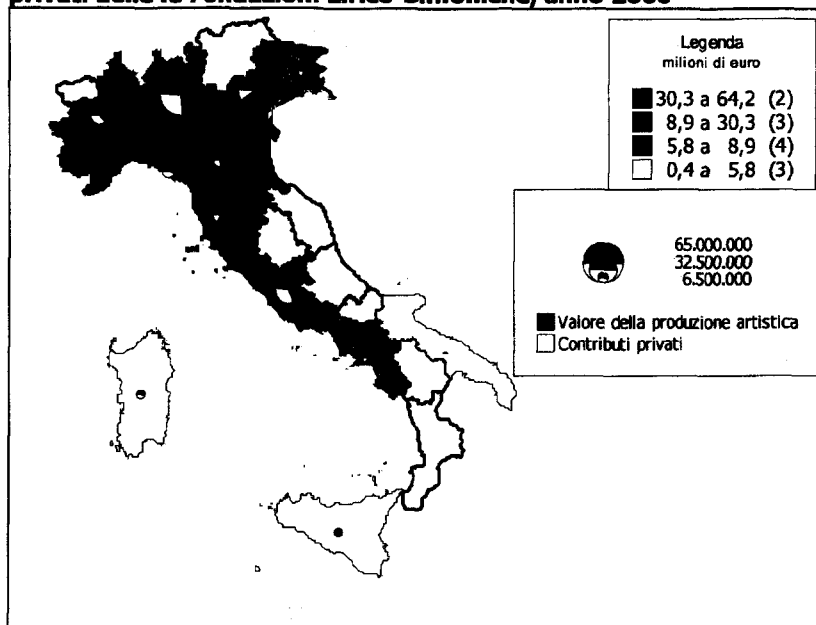 privati delle le Fondazioni Lirico-Sinfoniche, anno 2006
Legenda
milioni di euro
30,3 a 64,2 (2)
8,9 a 30,3 (3)
5,8 a 8,9 (4)
0,4 a 5,8 (3)
65.000.000
32.500.000
6.500.000
Valore della produzione artistica
Contributi privati